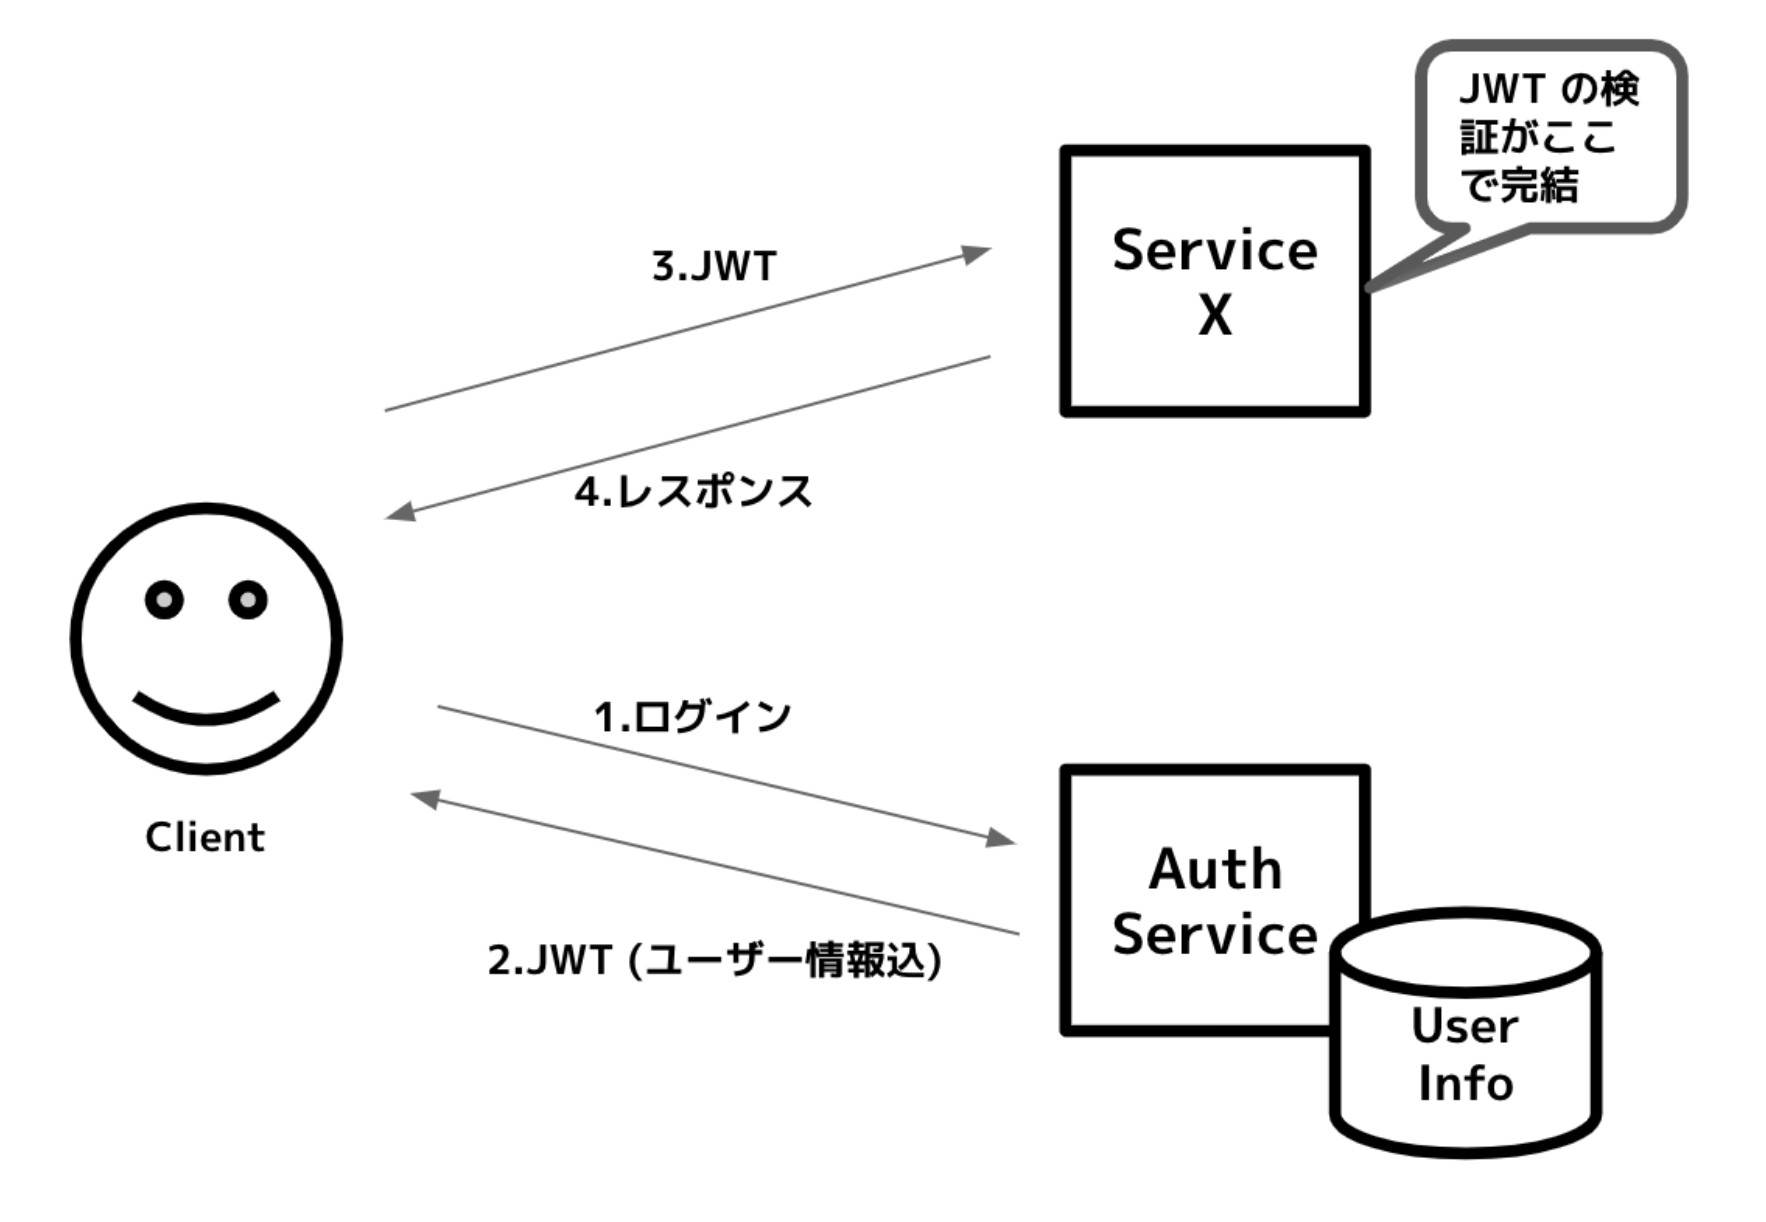 JWT の検
証がここ
で完結
Service
X
3.JWT
4.レスポンス
Client
1.ログイン
2.JWT (ユーザー情報込)
Auth
Service
User
Info